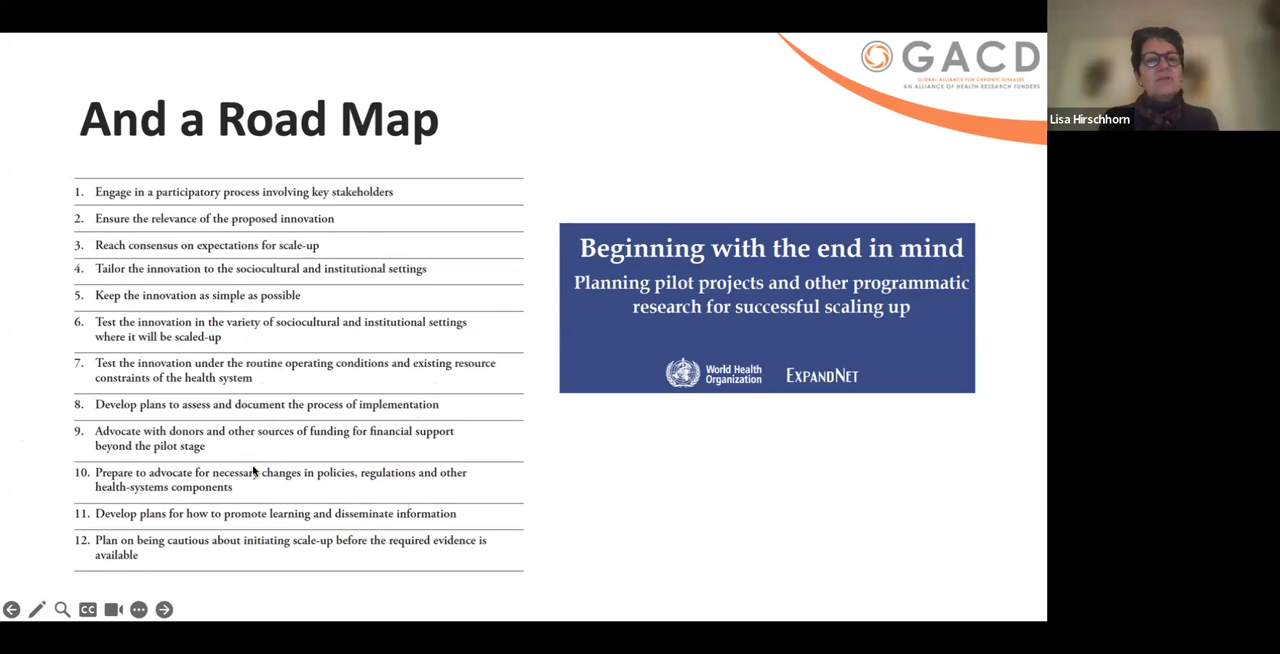 GACD
GLOBAL ALLIANCE FOR CHRONIC DISEASES
AN ALLIANCE OF HEALTH RESEARCH FUNDERS
Lisa Hirschhorn
And a Road Map
1. Engage in a participatory process involving key stakeholders
2. Ensure the relevance of the proposed innovation
3. Reach consensus on expectations for scale-up
4. Tailor the innovation to the sociocultural and institutional settings
5. Keep the innovation as simple as possible
6. Test the innovation in the variety of sociocultural and institutional settings
where it will be scaled-up
7. Test the innovation under the routine operating conditions and existing resource
constraints of the health system
8. Develop plans to assess and document the process of implementation
9. Advocate with donors and other sources of funding for financial support
beyond the pilot stage
10. Prepare to advocate for necessary changes in policies, regulations and other
health-systems components
11. Develop plans for how to promote learning and disseminate information
12. Plan on being cautious about initiating scale-up before the required evidence is
available
Beginning with the end in mind
Planning pilot projects and other programmatic
research for successful scaling up
World Health
Organization
EXPANDNET
CC